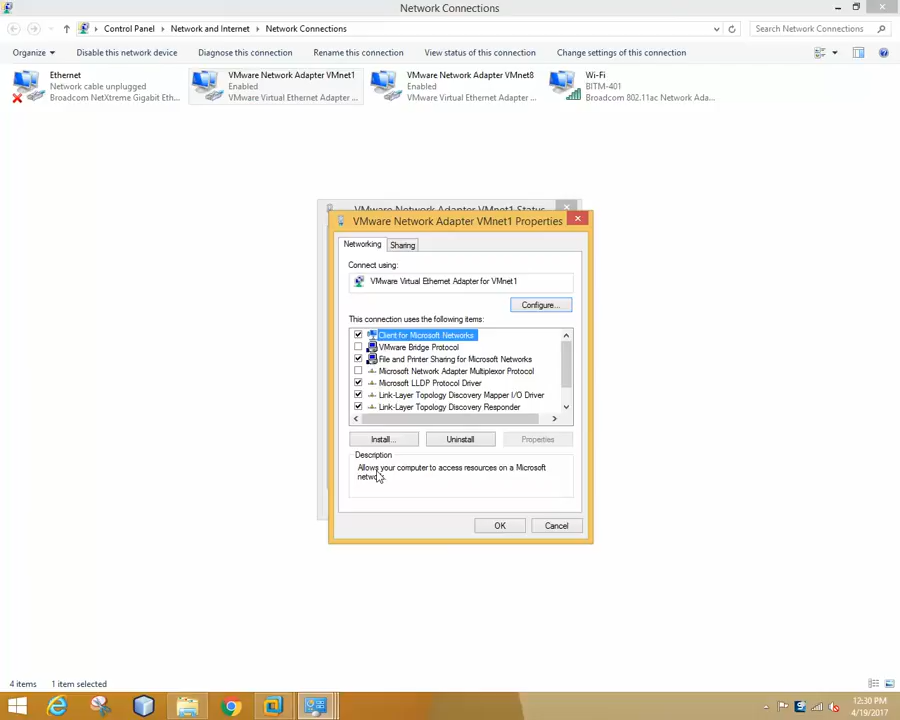 Network Connections
Control Panel
Network and Internet
Network Connections
Search Network Connections
Organize
Disable this network device
Diagnose this connection
Rename this connection
View status of this connection
Change settings of this connection
Ethernet
Network cable unplugged
Broadcom NetXtreme Gigabit Eth...
VMware Network Adapter VMnet1
Enabled
VMware Virtual Ethernet Adapter ...
VMware Network Adapter VMnet8
Enabled
VMware Virtual Ethernet Adapter ...
Wi-Fi
BITM-401
Broadcom 802.11ac Network Ada...
VMware Network Adapter VMnet1 Status
VMware Network Adapter VMnet1 Properties
Networking
Sharing
Connect using:
VMware Virtual Ethernet Adapter for VMnet1
Configure...
This connection uses the following items:
Client for Microsoft Networks
VMware Bridge Protocol
File and Printer Sharing for Microsoft Networks
Microsoft Network Adapter Multiplexor Protocol
Microsoft LLDP Protocol Driver
Link-Layer Topology Discovery Mapper I/O Driver
Link-Layer Topology Discovery Responder
Install...
Uninstall
Properties
Description
Allows your computer to access resources on a Microsoft
network.
OK
Cancel
4 items
1 item selected
12:30 PM
4/19/2017